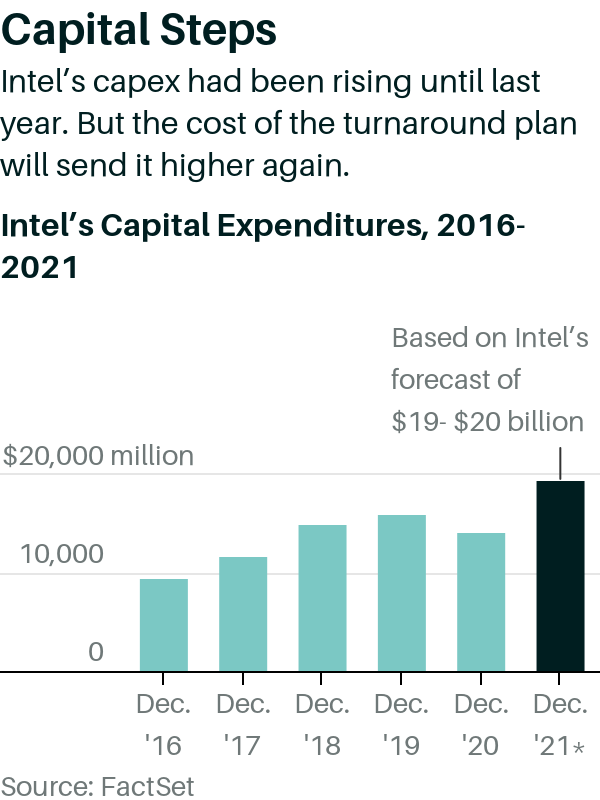 Capital Steps
Intel’s capex had been rising until last
year. But the cost of the turnaround plan
will send it higher again.
Intel’s Capital Expenditures, 2016-
2021
Based on Intel’s
forecast of
$19- $20 billion
$20,000 million
10,000
0
Dec. Dec. Dec. Dec. Dec. Dec.
'16 '17 '18 '19 '20 '21*
Source: FactSet